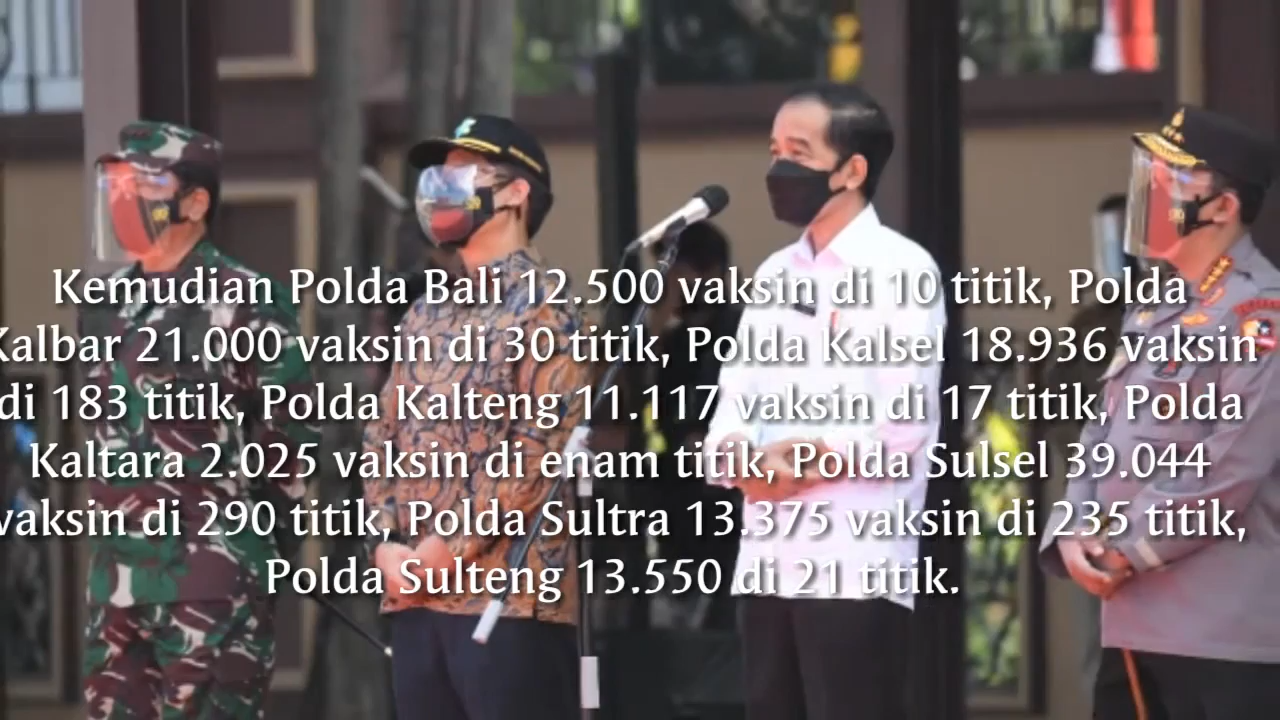 Kemudian Polda Bali 12.500 vaksin di 10 titik, Polda
Kalbar 21.000 vaksin di 30 titik, Polda Kalsel 18.936 vaksin
di 183 titik, Polda Kalteng 11.117 vaksin di 17 titik, Polda
Kaltara 2.025 vaksin di enam titik, Polda Sulsel 39.044
vaksin di 290 titik, Polda Sultra 13.375 vaksin di 235 titik,
Polda Sulteng 13.550 di 21 titik.